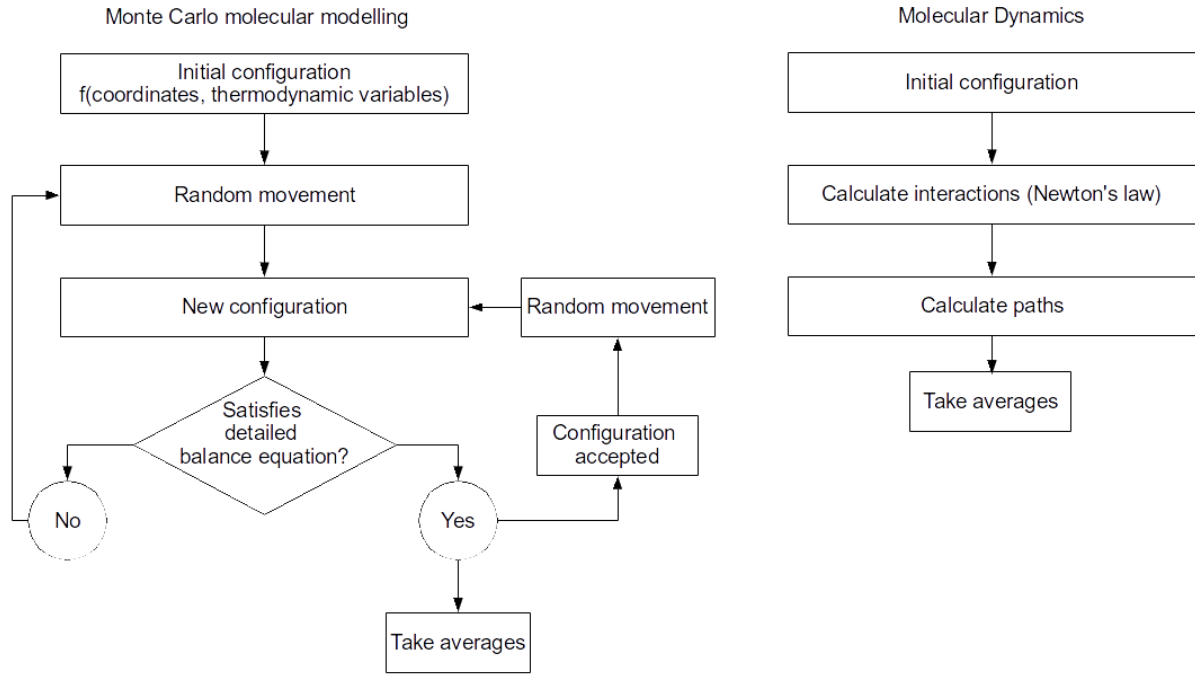 Monte Carlo molecular modelling
Initial configuration
f(coordinates, thermodynamic variables)
Random movement
New configuration
Random movement
Satisfies
detailed
balance equation?
Configuration
accepted
No
Yes
Take averages
Molecular Dynamics
Initial configuration
Calculate interactions (Newton's law)
Calculate paths
Take averages